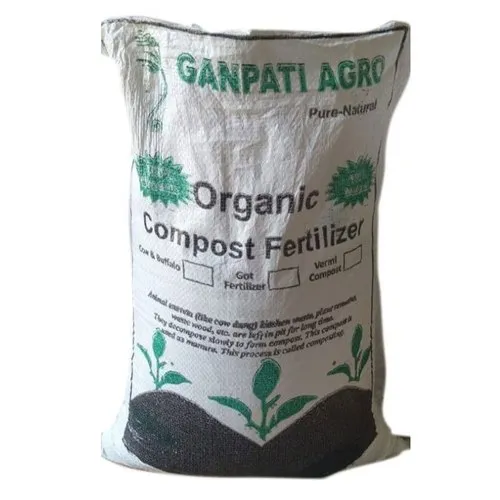 GANPATI AGRO
Pure-Natural
Organic
Compost Fertilizer
Cow & Buffalo
Got
Fertilizer
Vermi
Compost
Animal excreta (like cow dung) kitchen waste, plant remains,
waste wood, etc. are left in pit for long time.
They decompose slowly to form compost. This compost is
used as manure. This process is called composting.